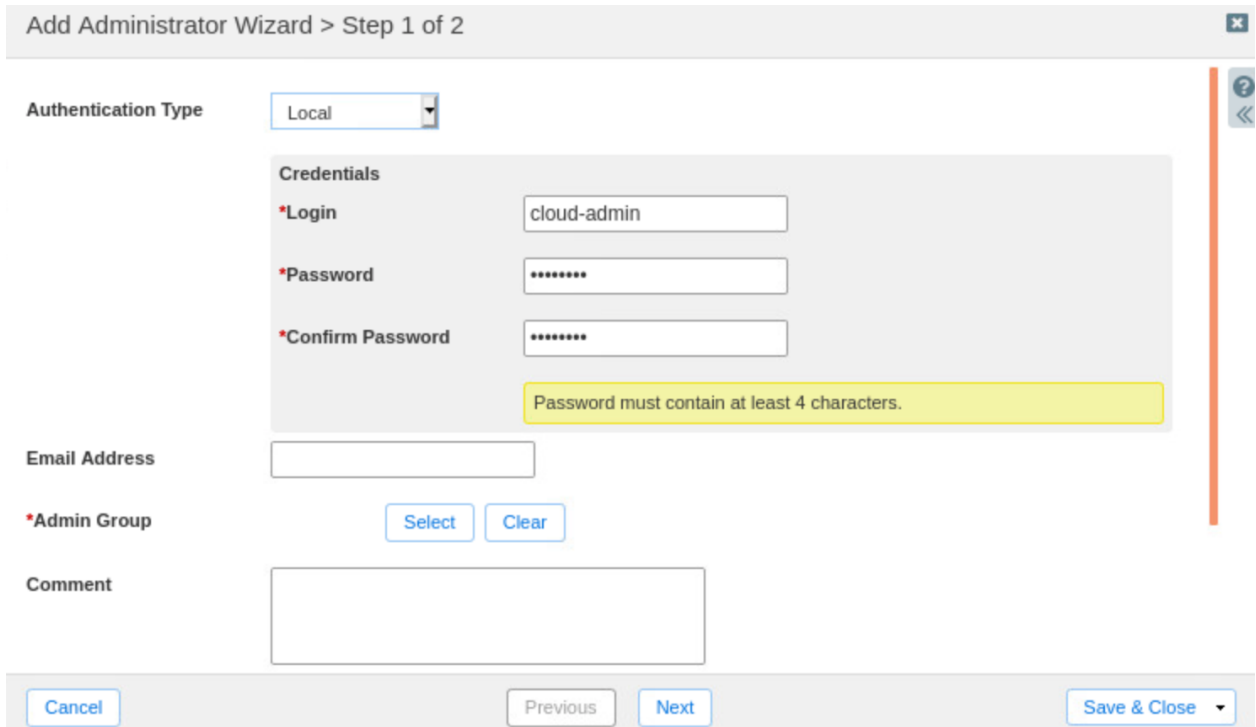 Add Administrator Wizard > Step 1 of 2
Authentication Type
Local
Credentials
*Login
cloud-admin
*Password
••••••••
*Confirm Password
••••••••
Password must contain at least 4 characters.
Email Address
*Admin Group
Select
Clear
Comment
Cancel
Previous
Next
Save & Close